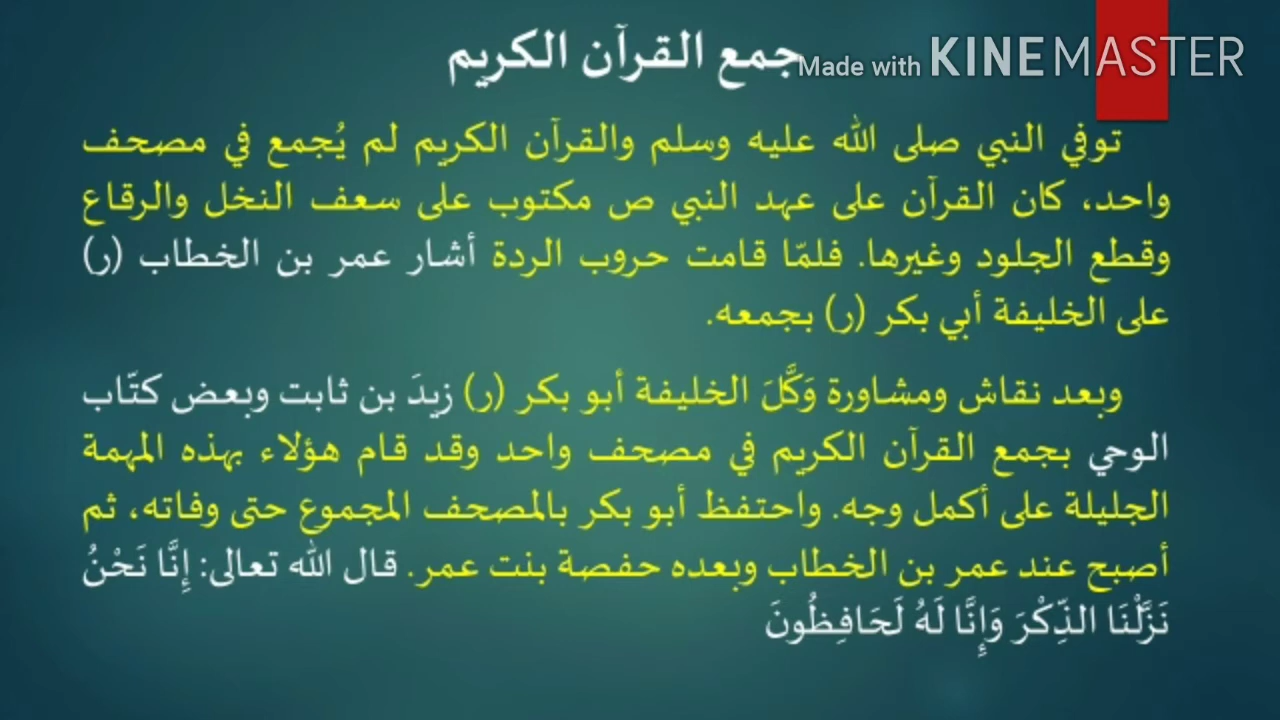 جمع القرآن الكريم
Made with KINEMASTER
توفي النبي صلى الله عليه وسلم والقرآن الكريم لم يُجمع في مصحف
واحد، كان القرآن على عهد النبي ص مكتوب على سعف النخل والرقاع
وقطع الجلود وغيرها. فلمّا قامت حروب الردة أشار عمر بن الخطاب (ر)
على الخليفة أبي بكر (ر) بجمعه.
وبعد نقاش ومشاورة وَكَّلَ الخليفة أبو بكر (ر) زيدَ بن ثابت وبعض كتّاب
الوحي بجمع القرآن الكريم في مصحف واحد وقد قام هؤلاء بهذه المهمة
الجليلة على أكمل وجه. واحتفظ أبو بكر بالمصحف المجموع حتى وفاته، ثم
أصبح عند عمر بن الخطاب وبعده حفصة بنت عمر. قال الله تعالى: إِنَّا نَحْنُ
نَزَّلْنَا الذِّكْرَ وَإِنَّا لَهُ لَحَافِظُونَ